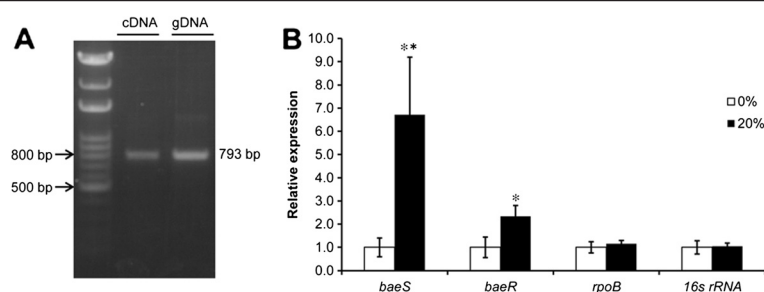 A
cDNA gDNA
800 bp
793 bp
500 bp
B
Relative expression
10.0
9.0
8.0
7.0
6.0
5.0
4.0
3.0
2.0
1.0
0.0
**
*
0%
20%
baeS baeR rpoB 16s rRNA